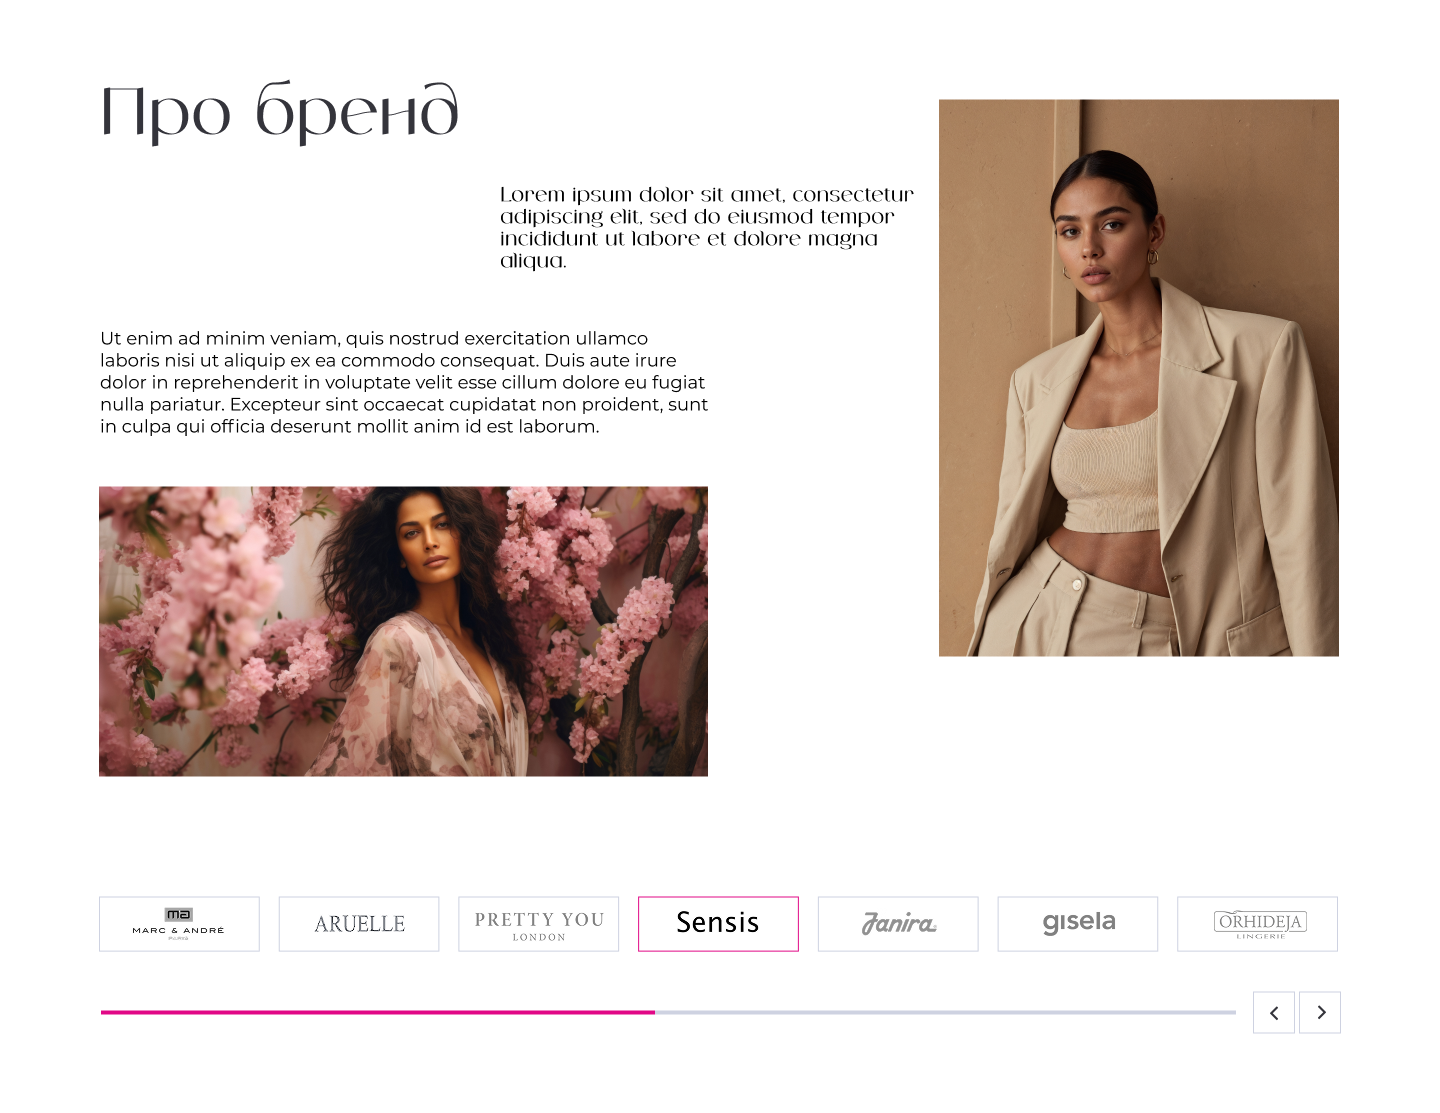 Про бренд
Lorem ipsum dolor sit amet, consectetur
adipiscing elit, sed do eiusmod tempor
incididunt ut labore et dolore magna
aliqua.
Ut enim ad minim veniam, quis nostrud exercitation ullamco
laboris nisi ut aliquip ex ea commodo consequat. Duis aute irure
dolor in reprehenderit in voluptate velit esse cillum dolore eu fugiat
nulla pariatur. Excepteur sint occaecat cupidatat non proident, sunt
in culpa qui officia deserunt mollit anim id est laborum.
ma
MARC & ANDRÉ
PARIS
ARUELLE
PRETTY YOU
LONDON
Sensis
Janira
gisela
ORHIDEJA
LINGERIE